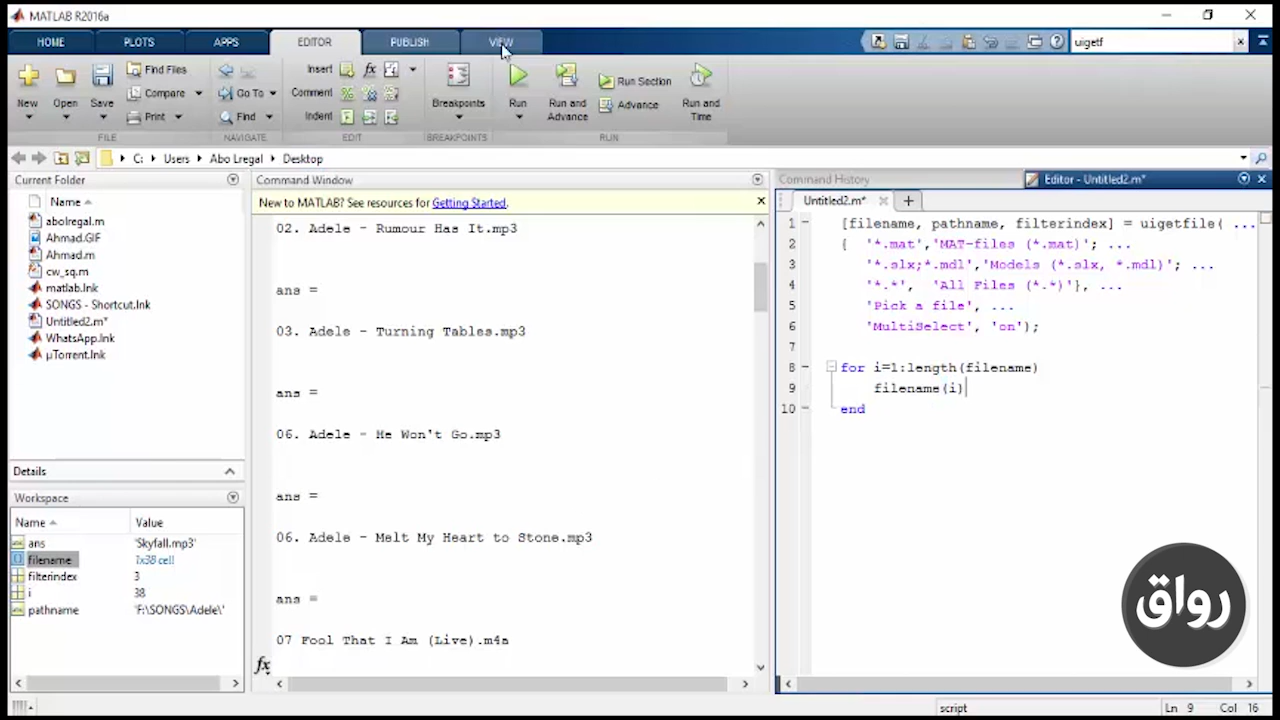 MATLAB R2016a
HOME PLOTS APPS EDITOR PUBLISH VIEW
uigetf
New Open Save Find Files Compare Print
Go To Find
Insert Comment Indent
Breakpoints Run Run and Advance Run Section Advance Run and Time
FILE NAVIGATE EDIT BREAKPOINTS RUN
C: Users Abo Lregal Desktop
Current Folder
Name
abolregal.m
Ahmad.GIF
Ahmad.m
cw_sq.m
matlab.lnk
SONGS - Shortcut.lnk
Untitled2.m*
WhatsApp.lnk
µTorrent.lnk
Details
Workspace
Name Value
ans 'Skyfall.mp3'
filename 1x38 cell
filterindex 3
i 38
pathname 'F:\SONGS\Adele\'
Command Window
New to MATLAB? See resources for Getting Started.
02. Adele - Rumour Has It.mp3
ans =
03. Adele - Turning Tables.mp3
ans =
06. Adele - He Won't Go.mp3
ans =
06. Adele - Melt My Heart to Stone.mp3
ans =
07 Fool That I Am (Live).m4a
fx
Command History
Editor - Untitled2.m*
Untitled2.m*
1 [filename, pathname, filterindex] = uigetfile( ...
2 { '*.mat','MAT-files (*.mat)'; ...
3 '*.slx;*.mdl','Models (*.slx, *.mdl)'; ...
4 '*.*', 'All Files (*.*)'}, ...
5 'Pick a file', ...
6 'MultiSelect', 'on');
7
8 for i=1:length(filename)
9 filename(i)
10 end
رواق
script Ln 9 Col 16